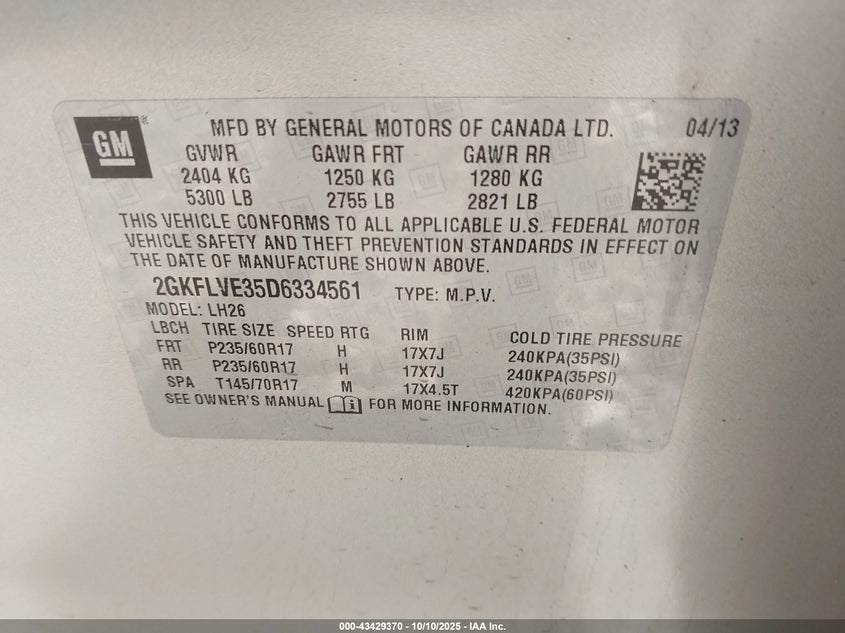 GM ® MFD BY GENERAL MOTORS OF CANADA LTD. 04/13
GVWR GAWR FRT GAWR RR
2404 KG 1250 KG 1280 KG
5300 LB 2755 LB 2821 LB
THIS VEHICLE CONFORMS TO ALL APPLICABLE U.S. FEDERAL MOTOR
VEHICLE SAFETY AND THEFT PREVENTION STANDARDS IN EFFECT ON
THE DATE OF MANUFACTURE SHOWN ABOVE.
2GKFLVE35D6334561 TYPE: M.P.V.
MODEL: LH26
LBCH TIRE SIZE SPEED RTG RIM COLD TIRE PRESSURE
FRT P235/60R17 H 17X7J 240KPA(35PSI)
RR P235/60R17 H 17X7J 240KPA(35PSI)
SPA T145/70R17 M 17X4.5T 420KPA(60PSI)
SEE OWNER'S MANUAL FOR MORE INFORMATION.
000-43429370 - 10/10/2025 - IAA Inc.